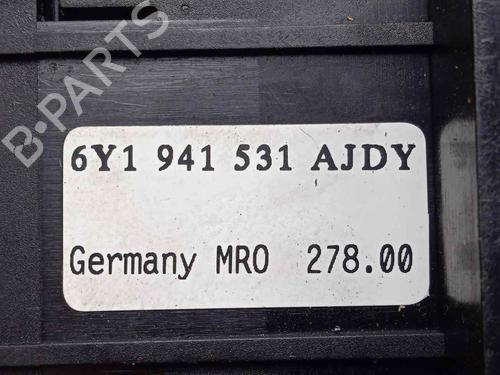 B-PARTS
6Y1 941 531 AJDY
Germany MRO 278.00